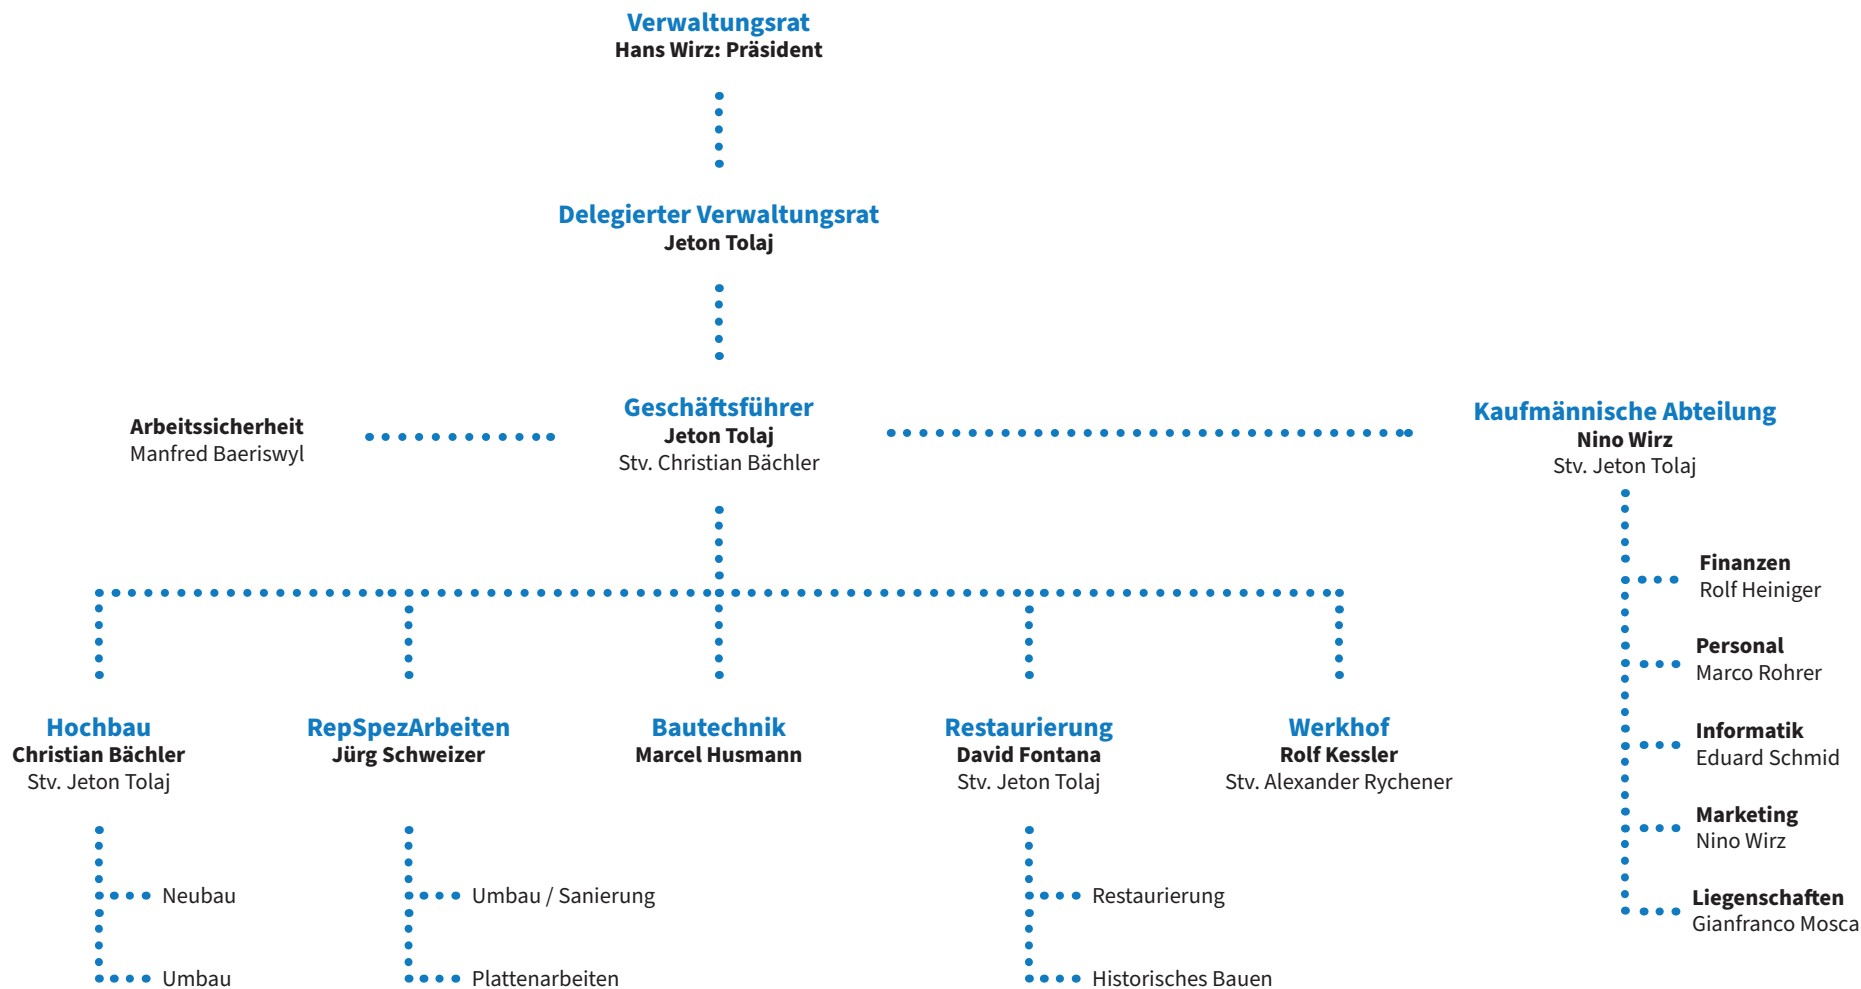 Verwaltungsrat
Hans Wirz: Präsident
Delegierter Verwaltungsrat
Jeton Tolaj
Arbeitssicherheit
Manfred Baeriswyl
Geschäftsführer
Jeton Tolaj
Stv. Christian Bächler
Kaufmännische Abteilung
Nino Wirz
Stv. Jeton Tolaj
Finanzen
Rolf Heiniger
Personal
Marco Rohrer
Informatik
Eduard Schmid
Marketing
Nino Wirz
Liegenschaften
Gianfranco Mosca
Hochbau
Christian Bächler
Stv. Jeton Tolaj
Neubau
Umbau
RepSpezArbeiten
Jürg Schweizer
Umbau / Sanierung
Plattenarbeiten
Bautechnik
Marcel Husmann
Restaurierung
David Fontana
Stv. Jeton Tolaj
Restaurierung
Historisches Bauen
Werkhof
Rolf Kessler
Stv. Alexander Rychener